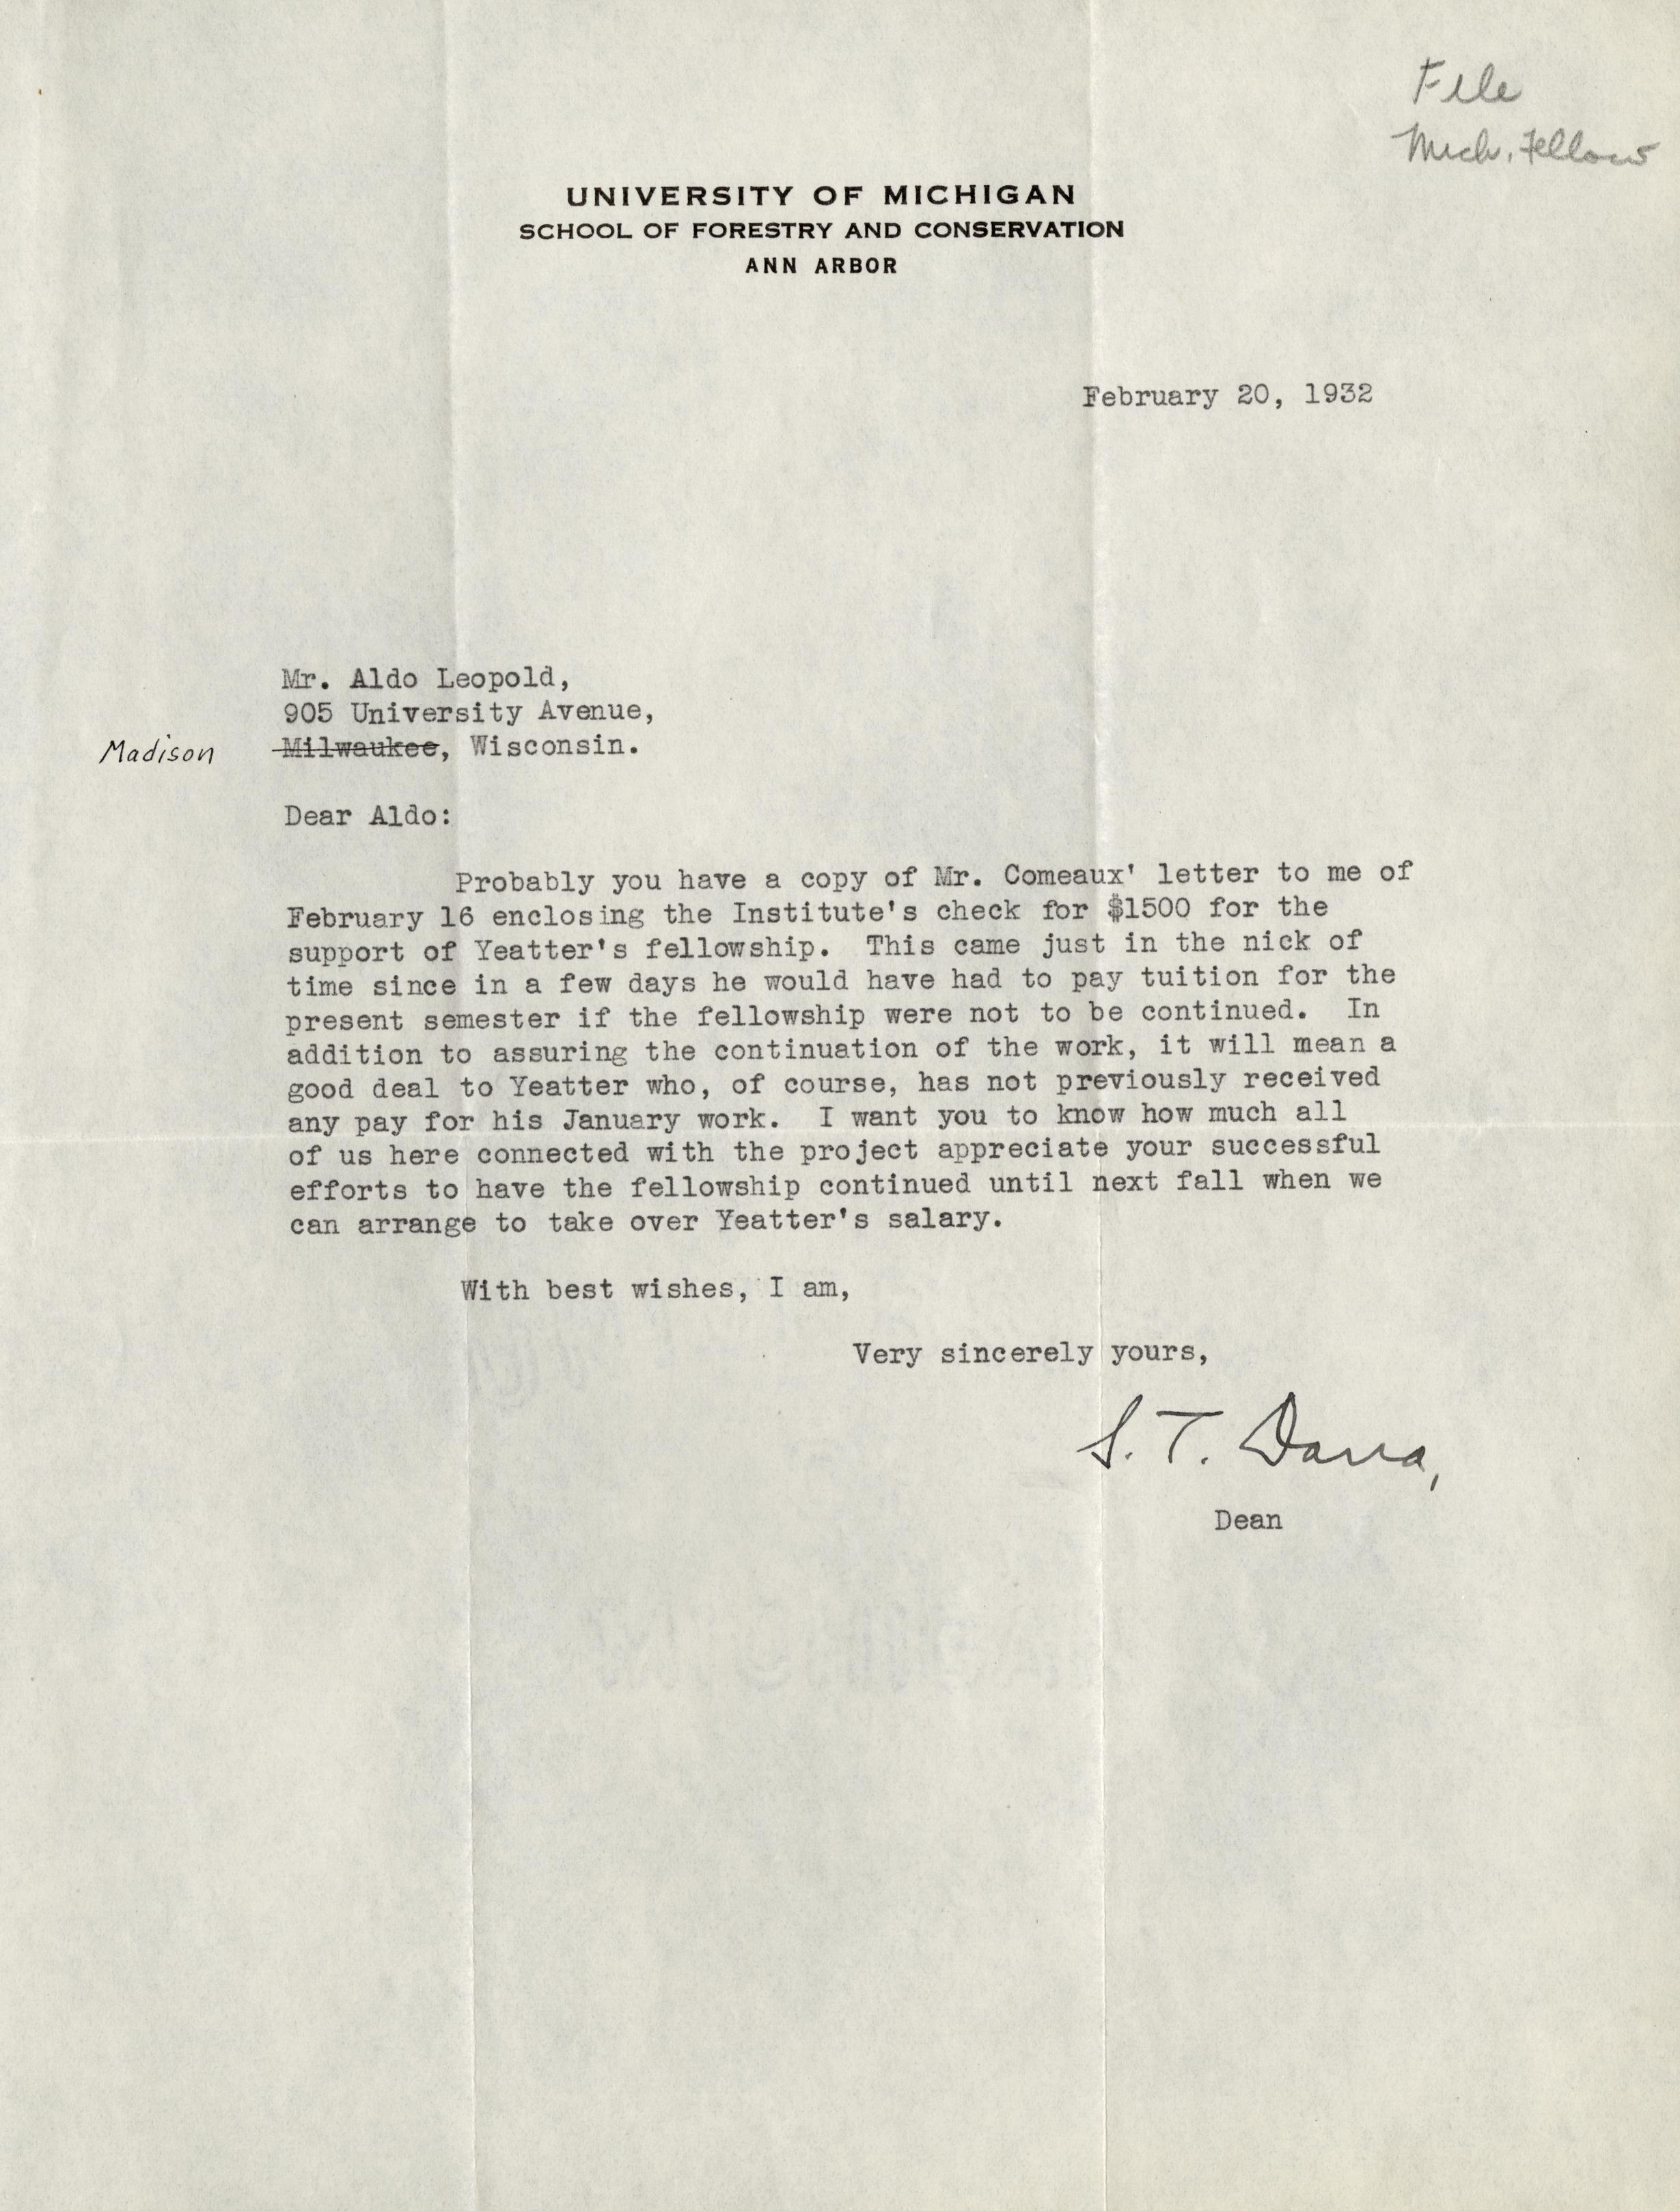 File
Mich. Fellow
UNIVERSITY OF MICHIGAN
SCHOOL OF FORESTRY AND CONSERVATION
ANN ARBOR
February 20, 1932
Mr. Aldo Leopold,
905 University Avenue,
Madison Milwaukee, Wisconsin.
Dear Aldo:
Probably you have a copy of Mr. Comeaux' letter to me of
February 16 enclosing the Institute's check for $1500 for the
support of Yeatter's fellowship. This came just in the nick of
time since in a few days he would have had to pay tuition for the
present semester if the fellowship were not to be continued. In
addition to assuring the continuation of the work, it will mean a
good deal to Yeatter who, of course, has not previously received
any pay for his January work. I want you to know how much all
of us here connected with the project appreciate your successful
efforts to have the fellowship continued until next fall when we
can arrange to take over Yeatter's salary.
With best wishes, I am,
Very sincerely yours,
S. T. Dana,
Dean